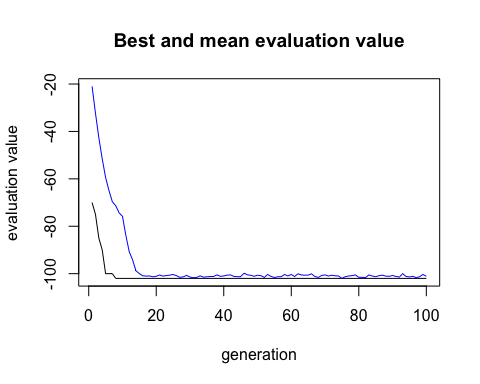 Best and mean evaluation value
evaluation value
-20
-40
-60
-80
-100
0 20 40 60 80 100
generation